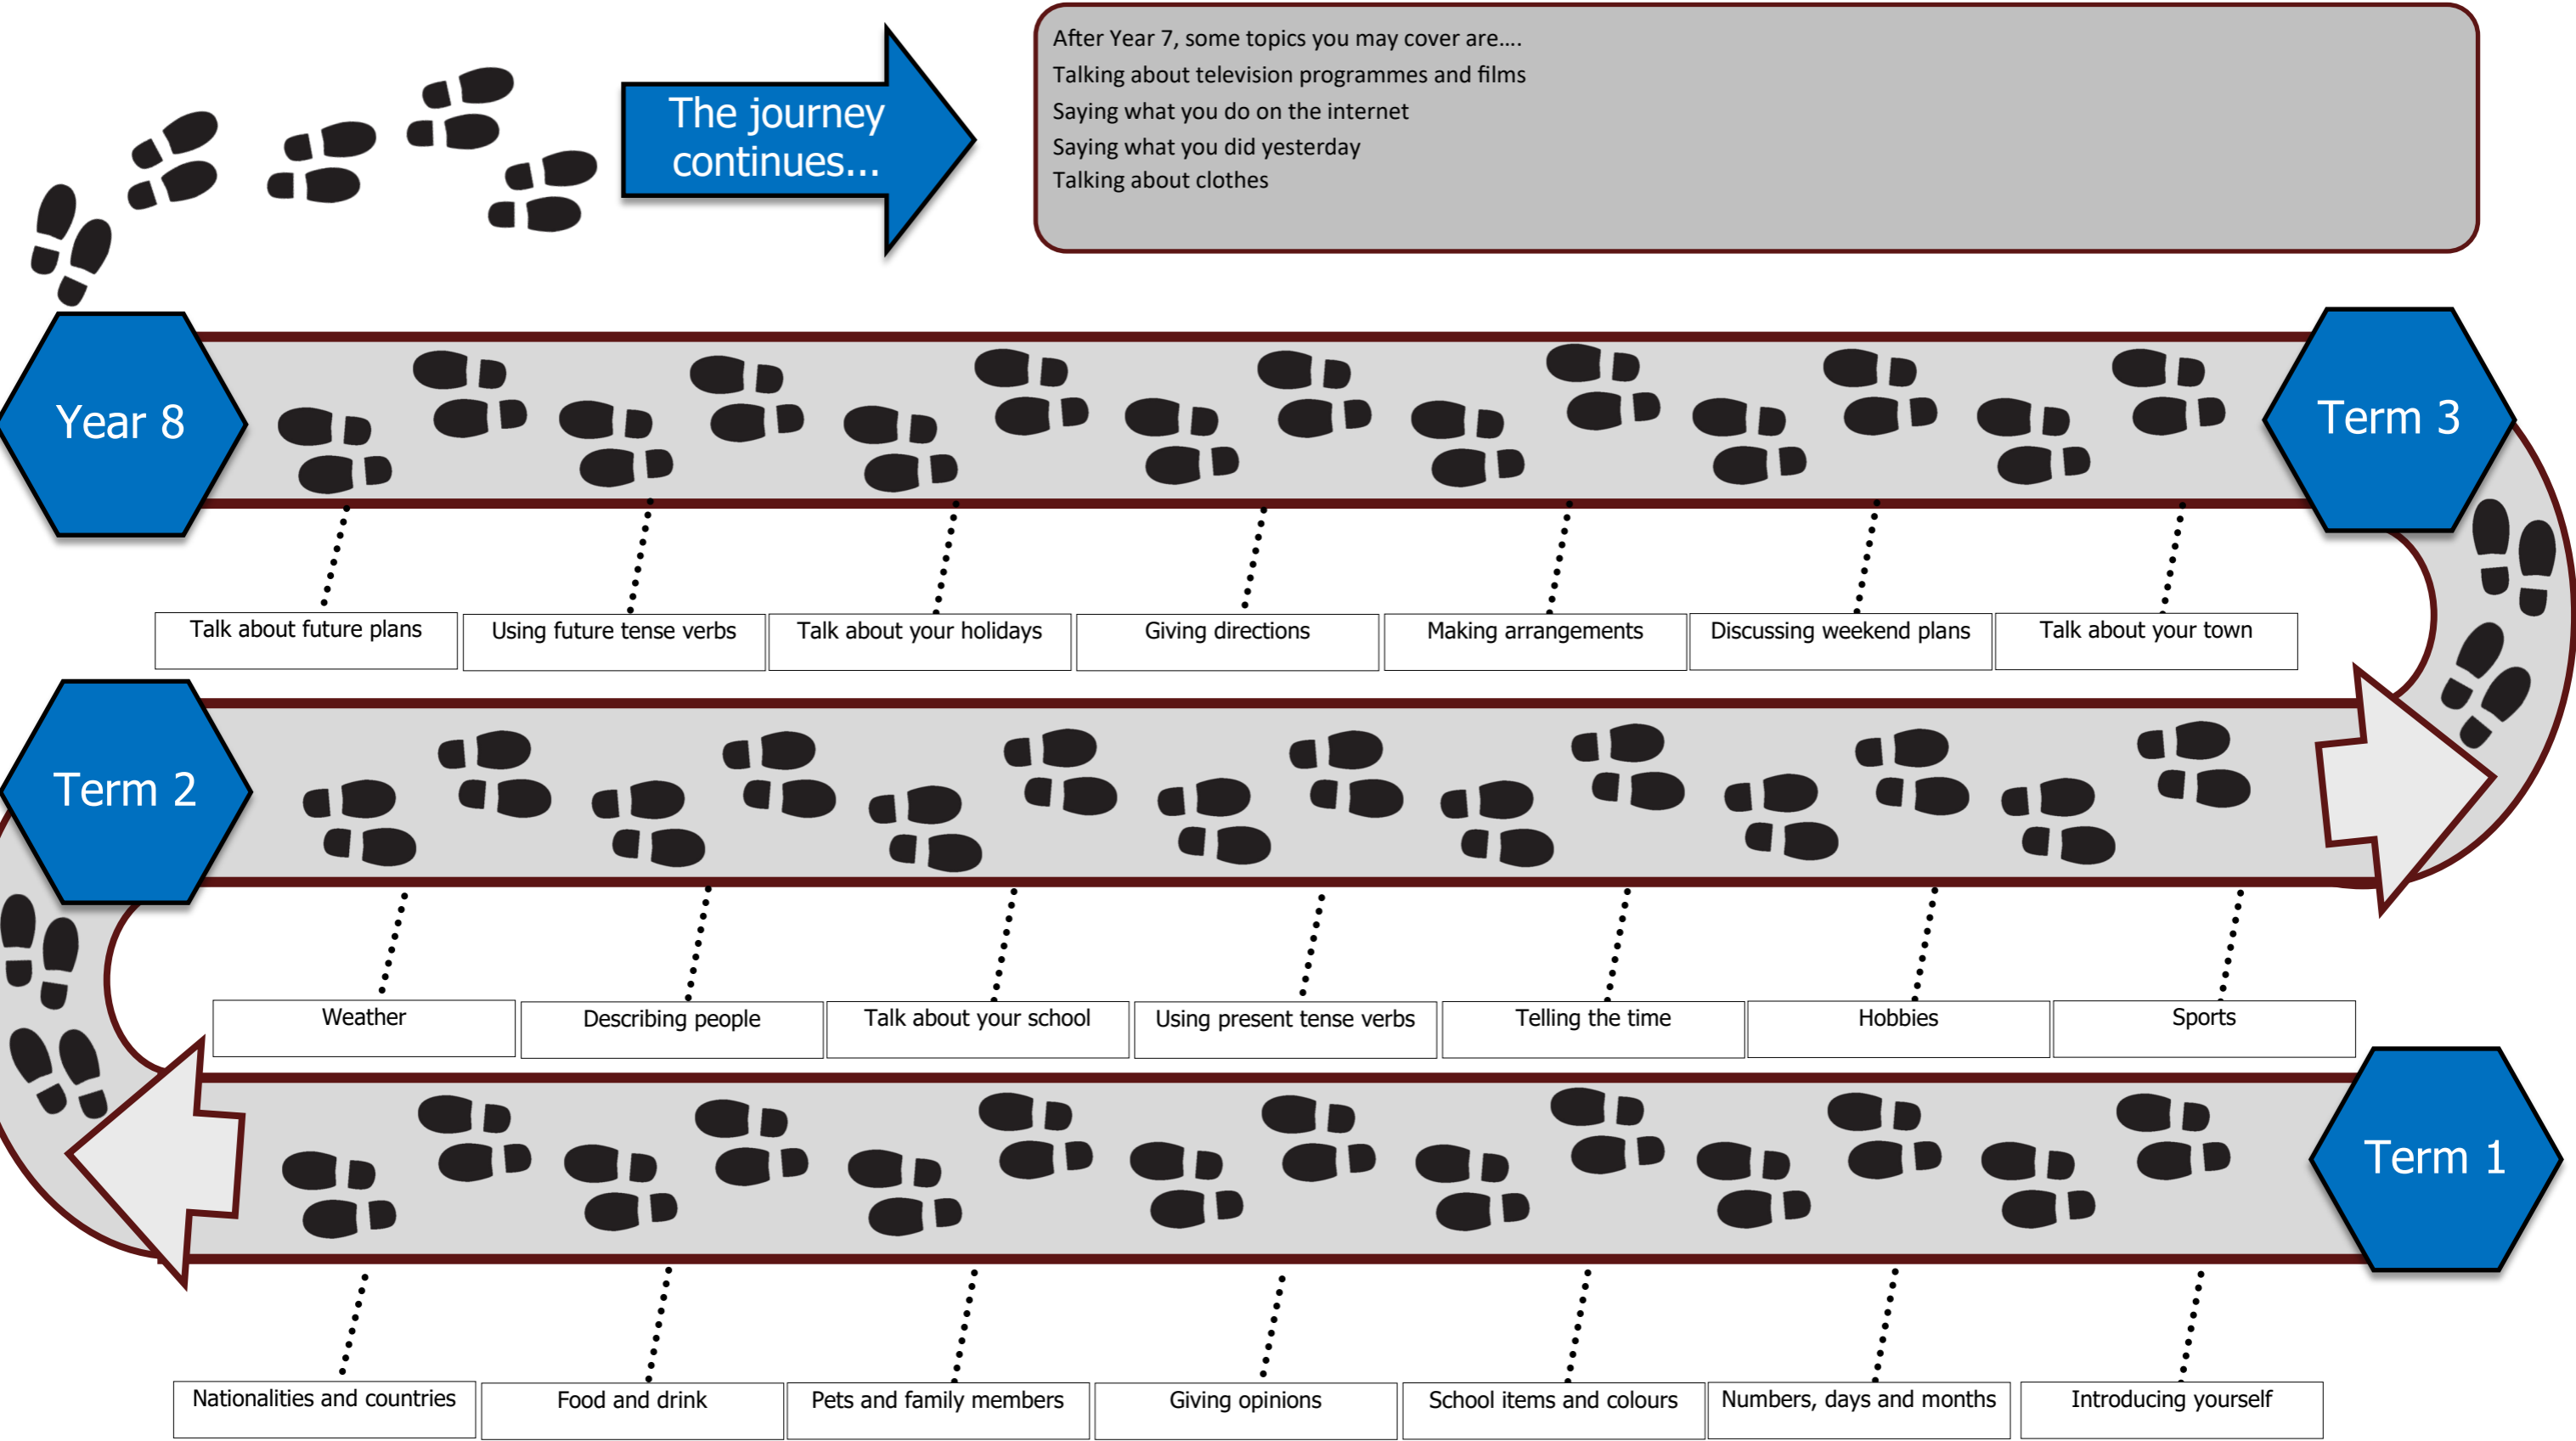 The journey
continues...
After Year 7, some topics you may cover are....
Talking about television programmes and films
Saying what you do on the internet
Saying what you did yesterday
Talking about clothes
Year 8
Term 3
Talk about future plans
Using future tense verbs
Talk about your holidays
Giving directions
Making arrangements
Discussing weekend plans
Talk about your town
Term 2
Weather
Describing people
Talk about your school
Using present tense verbs
Telling the time
Hobbies
Sports
Term 1
Nationalities and countries
Food and drink
Pets and family members
Giving opinions
School items and colours
Numbers, days and months
Introducing yourself